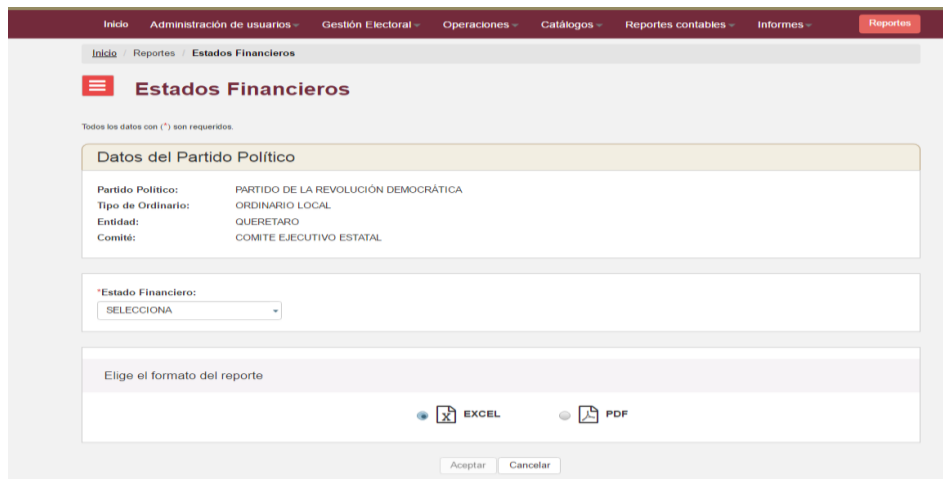 Inicio Administración de usuarios Gestión Electoral Operaciones Catálogos Reportes contables Informes Reportes
Inicio / Reportes / Estados Financieros
Estados Financieros
Todos los datos con (*) son requeridos.
Datos del Partido Político
Partido Político: PARTIDO DE LA REVOLUCIÓN DEMOCRÁTICA
Tipo de Ordinario: ORDINARIO LOCAL
Entidad: QUERETARO
Comité: COMITE EJECUTIVO ESTATAL
*Estado Financiero:
SELECCIONA
Elige el formato del reporte
EXCEL PDF
Aceptar Cancelar